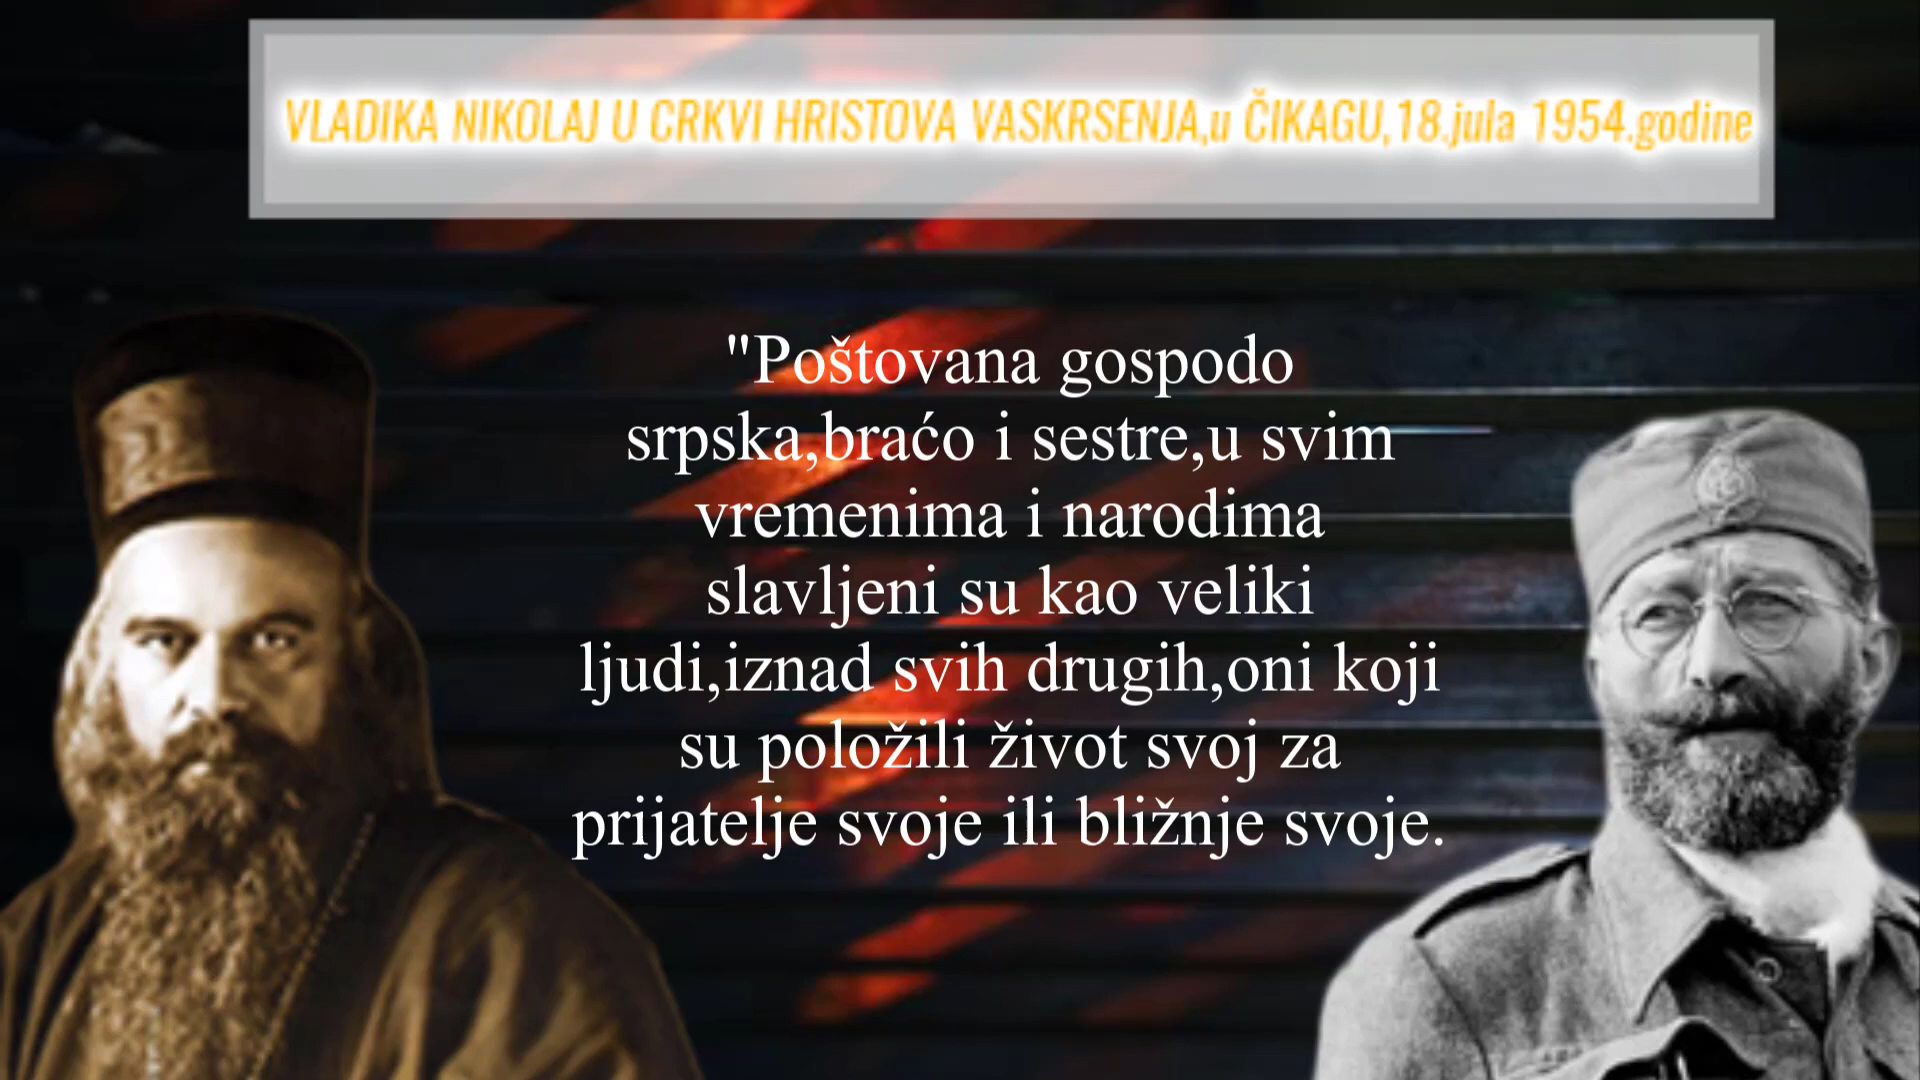 VLADIKA NIKOLAJ U CRKVI HRISTOVA VASKRSENJA,u ČIKAGU,18.jula 1954.godine
"Poštovana gospodo
srpska,braćo i sestre,u svim
vremenima i narodima
slavljeni su kao veliki
ljudi,iznad svih drugih,oni koji
su položili život svoj za
prijatelje svoje ili bližnje svoje.